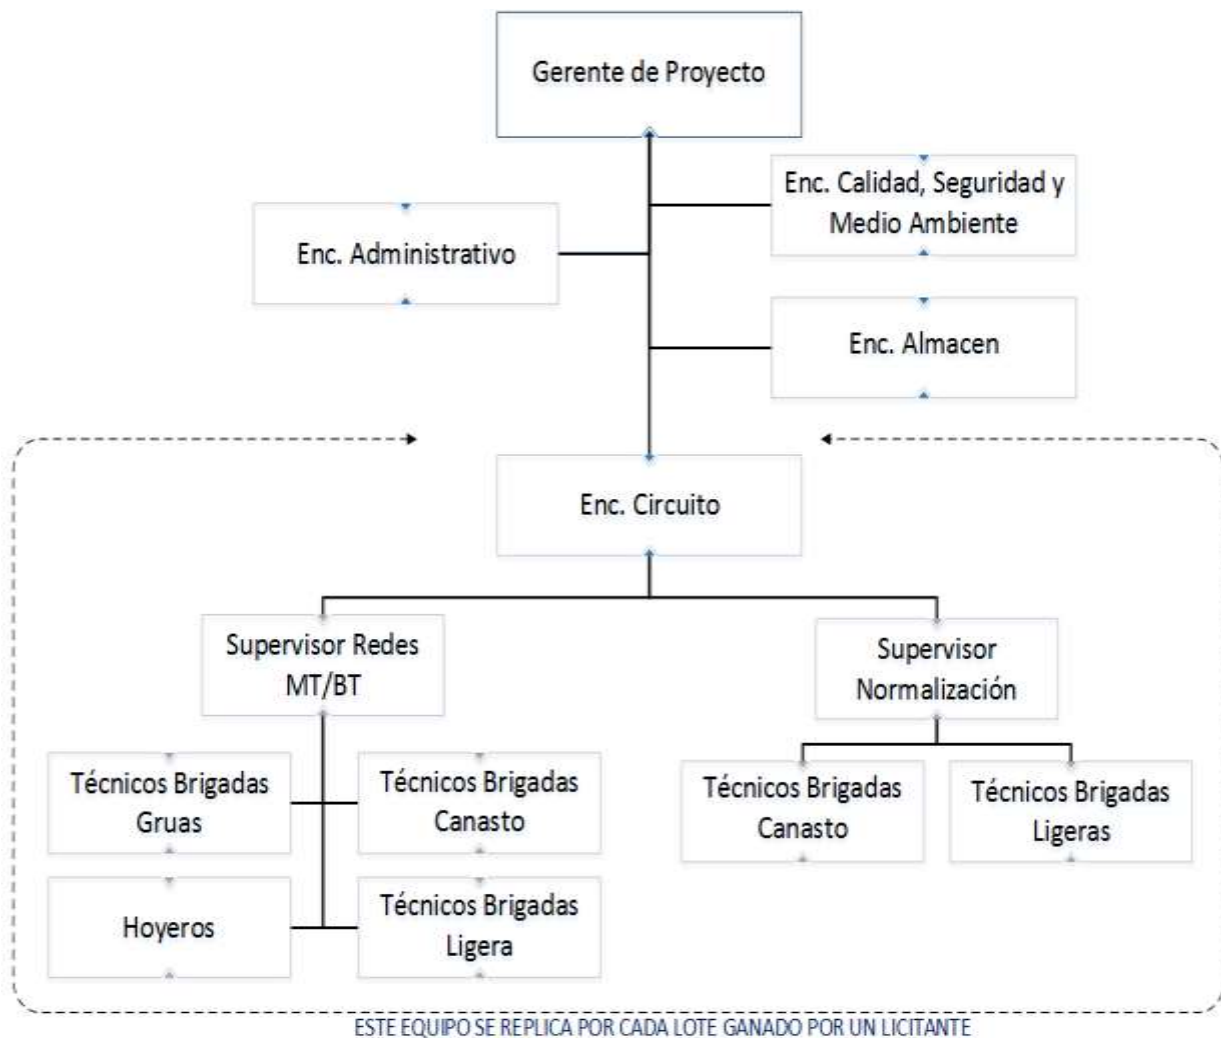 Gerente de Proyecto
Enc. Calidad, Seguridad y
Medio Ambiente
Enc. Administrativo
Enc. Almacen
Enc. Circuito
Supervisor Redes
MT/BT
Supervisor
Normalización
Técnicos Brigadas
Gruas
Técnicos Brigadas
Canasto
Técnicos Brigadas
Canasto
Técnicos Brigadas
Ligeras
Hoyeros
Técnicos Brigadas
Ligera
ESTE EQUIPO SE REPLICA POR CADA LOTE GANADO POR UN LICITANTE